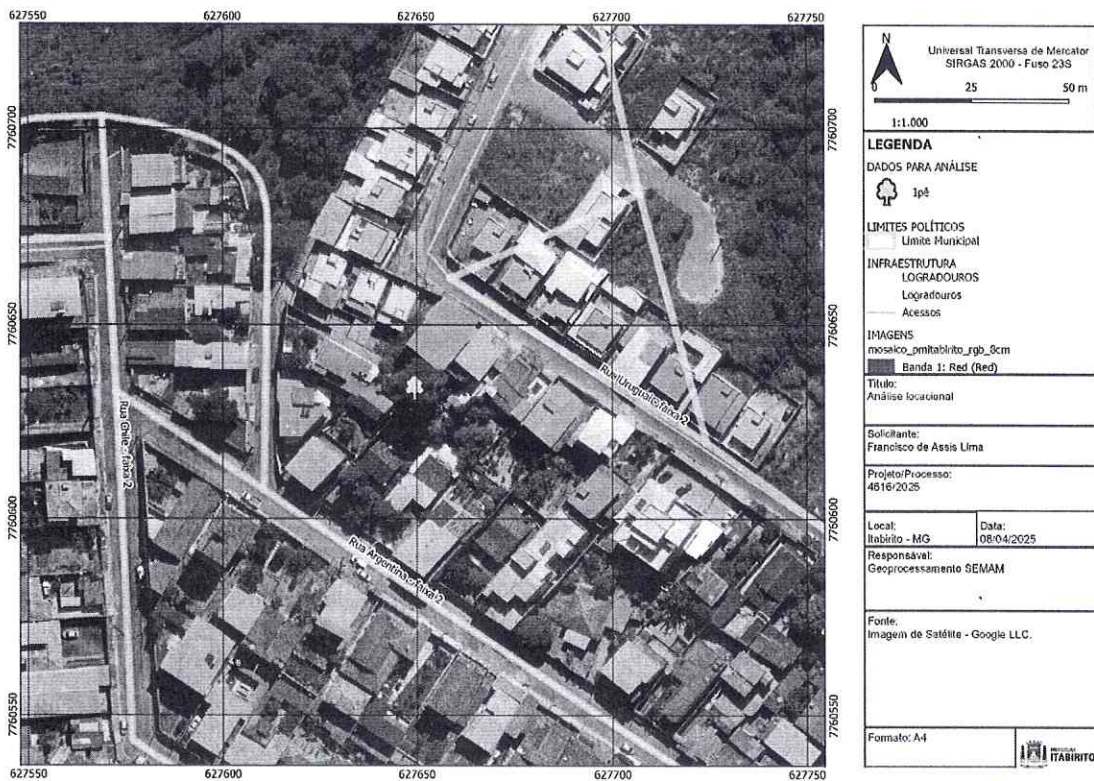 627550
627600
627650
627700
627750
7760700
7760650
7760600
7760550
7760700
7760650
7760600
7760550
627550
627600
627650
627700
627750
Rua Chile - faixa 2
Rua Argentina - faixa 2
Rua Uruguai - faixa 2
N
Universal Transversa de Mercator
SIRGAS 2000 - Fuso 23S
0 25 50 m
1:1.000
LEGENDA
DADOS PARA ANÁLISE
Ipê
LIMITES POLÍTICOS
Limite Municipal
INFRAESTRUTURA
LOGRADOUROS
Logradouros
Acessos
IMAGENS
mosaico_pmitabirito_rgb_8cm
Banda 1: Red (Red)
Título:
Análise locacional
Solicitante:
Francisco de Assis Lima
Projeto/Processo:
4616/2025
Local:
Itabirito - MG
Data:
08/04/2025
Responsável:
Geoprocessamento SEMAM
Fonte:
Imagem de Satélite - Google LLC.
Formato: A4
ITABIRITO